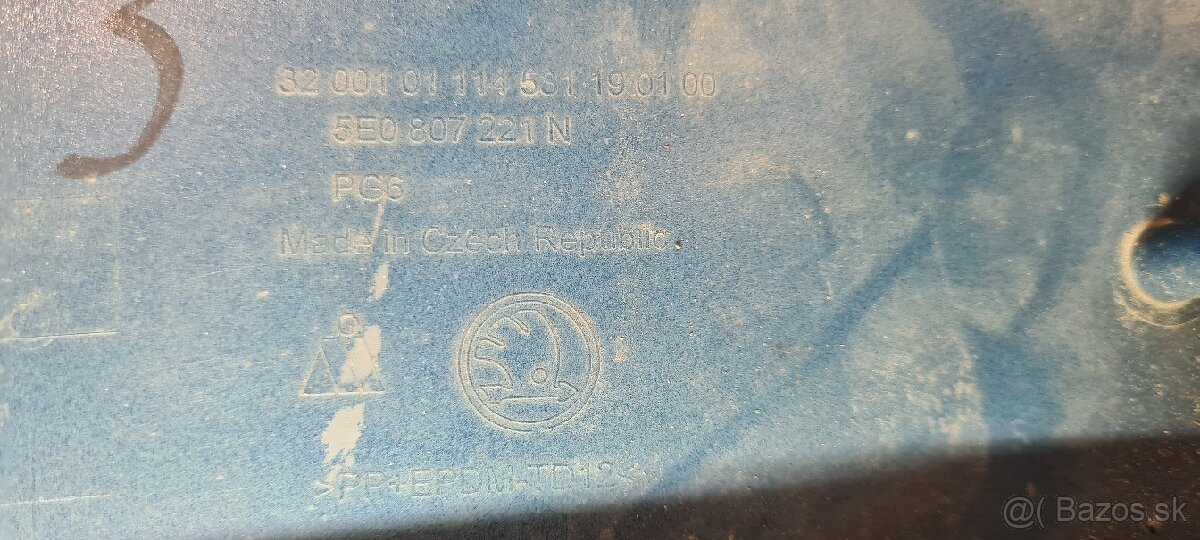 3
32 001 01 114 531 19 01 00
5E0 807 221 N
PG6
Made in Czech Republic
>PP+EPDM-TD12<
@( Bazos.sk